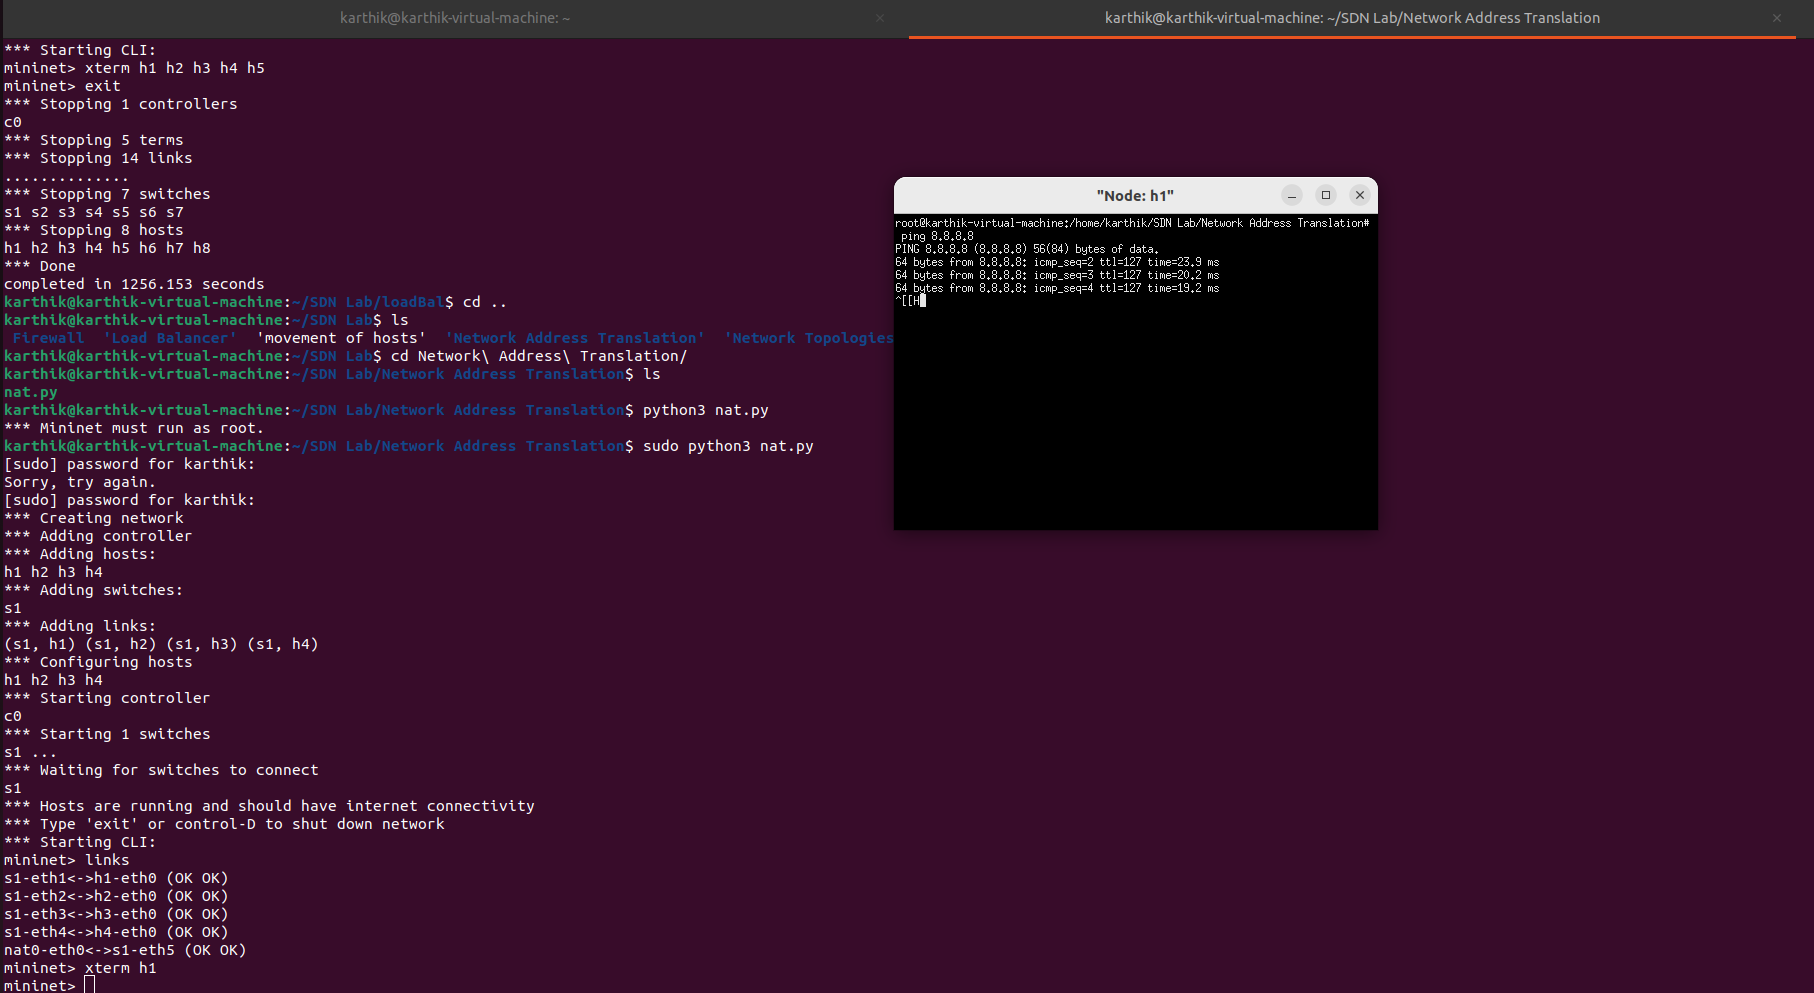 karthik@karthik-virtual-machine: ~
karthik@karthik-virtual-machine: ~/SDN Lab/Network Address Translation
*** Starting CLI:
mininet> xterm h1 h2 h3 h4 h5
mininet> exit
*** Stopping 1 controllers
c0
*** Stopping 5 terms
*** Stopping 14 links
..............
*** Stopping 7 switches
s1 s2 s3 s4 s5 s6 s7
*** Stopping 8 hosts
h1 h2 h3 h4 h5 h6 h7 h8
*** Done
completed in 1256.153 seconds
karthik@karthik-virtual-machine:~/SDN Lab/loadBal$ cd ..
karthik@karthik-virtual-machine:~/SDN Lab$ ls
Firewall  'Load Balancer'  'movement of hosts'  'Network Address Translation'  'Network Topologies
karthik@karthik-virtual-machine:~/SDN Lab$ cd Network\ Address\ Translation/
karthik@karthik-virtual-machine:~/SDN Lab/Network Address Translation$ ls
nat.py
karthik@karthik-virtual-machine:~/SDN Lab/Network Address Translation$ python3 nat.py
*** Mininet must run as root.
karthik@karthik-virtual-machine:~/SDN Lab/Network Address Translation$ sudo python3 nat.py
[sudo] password for karthik:
Sorry, try again.
[sudo] password for karthik:
*** Creating network
*** Adding controller
*** Adding hosts:
h1 h2 h3 h4
*** Adding switches:
s1
*** Adding links:
(s1, h1) (s1, h2) (s1, h3) (s1, h4)
*** Configuring hosts
h1 h2 h3 h4
*** Starting controller
c0
*** Starting 1 switches
s1 ...
*** Waiting for switches to connect
s1
*** Hosts are running and should have internet connectivity
*** Type 'exit' or control-D to shut down network
*** Starting CLI:
mininet> links
s1-eth1<->h1-eth0 (OK OK)
s1-eth2<->h2-eth0 (OK OK)
s1-eth3<->h3-eth0 (OK OK)
s1-eth4<->h4-eth0 (OK OK)
nat0-eth0<->s1-eth5 (OK OK)
mininet> xterm h1
mininet>
"Node: h1"
root@karthik-virtual-machine:/home/karthik/SDN Lab/Network Address Translation#
ping 8.8.8.8
PING 8.8.8.8 (8.8.8.8) 56(84) bytes of data.
64 bytes from 8.8.8.8: icmp_seq=2 ttl=127 time=23.9 ms
64 bytes from 8.8.8.8: icmp_seq=3 ttl=127 time=20.2 ms
64 bytes from 8.8.8.8: icmp_seq=4 ttl=127 time=19.2 ms
^[[H